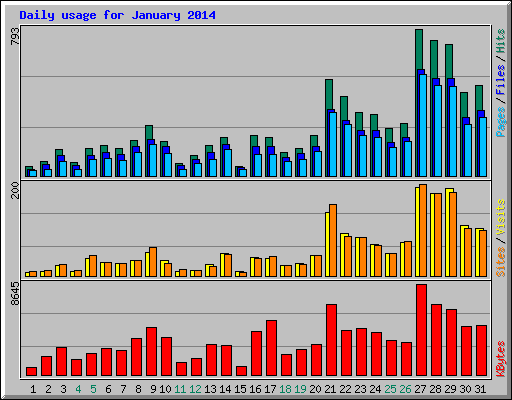 Daily usage for January 2014
793
Pages / Files / Hits
200
Sites / Visits
8645
KBytes
1 2 3 4 5 6 7 8 9 10 11 12 13 14 15 16 17 18 19 20 21 22 23 24 25 26 27 28 29 30 31